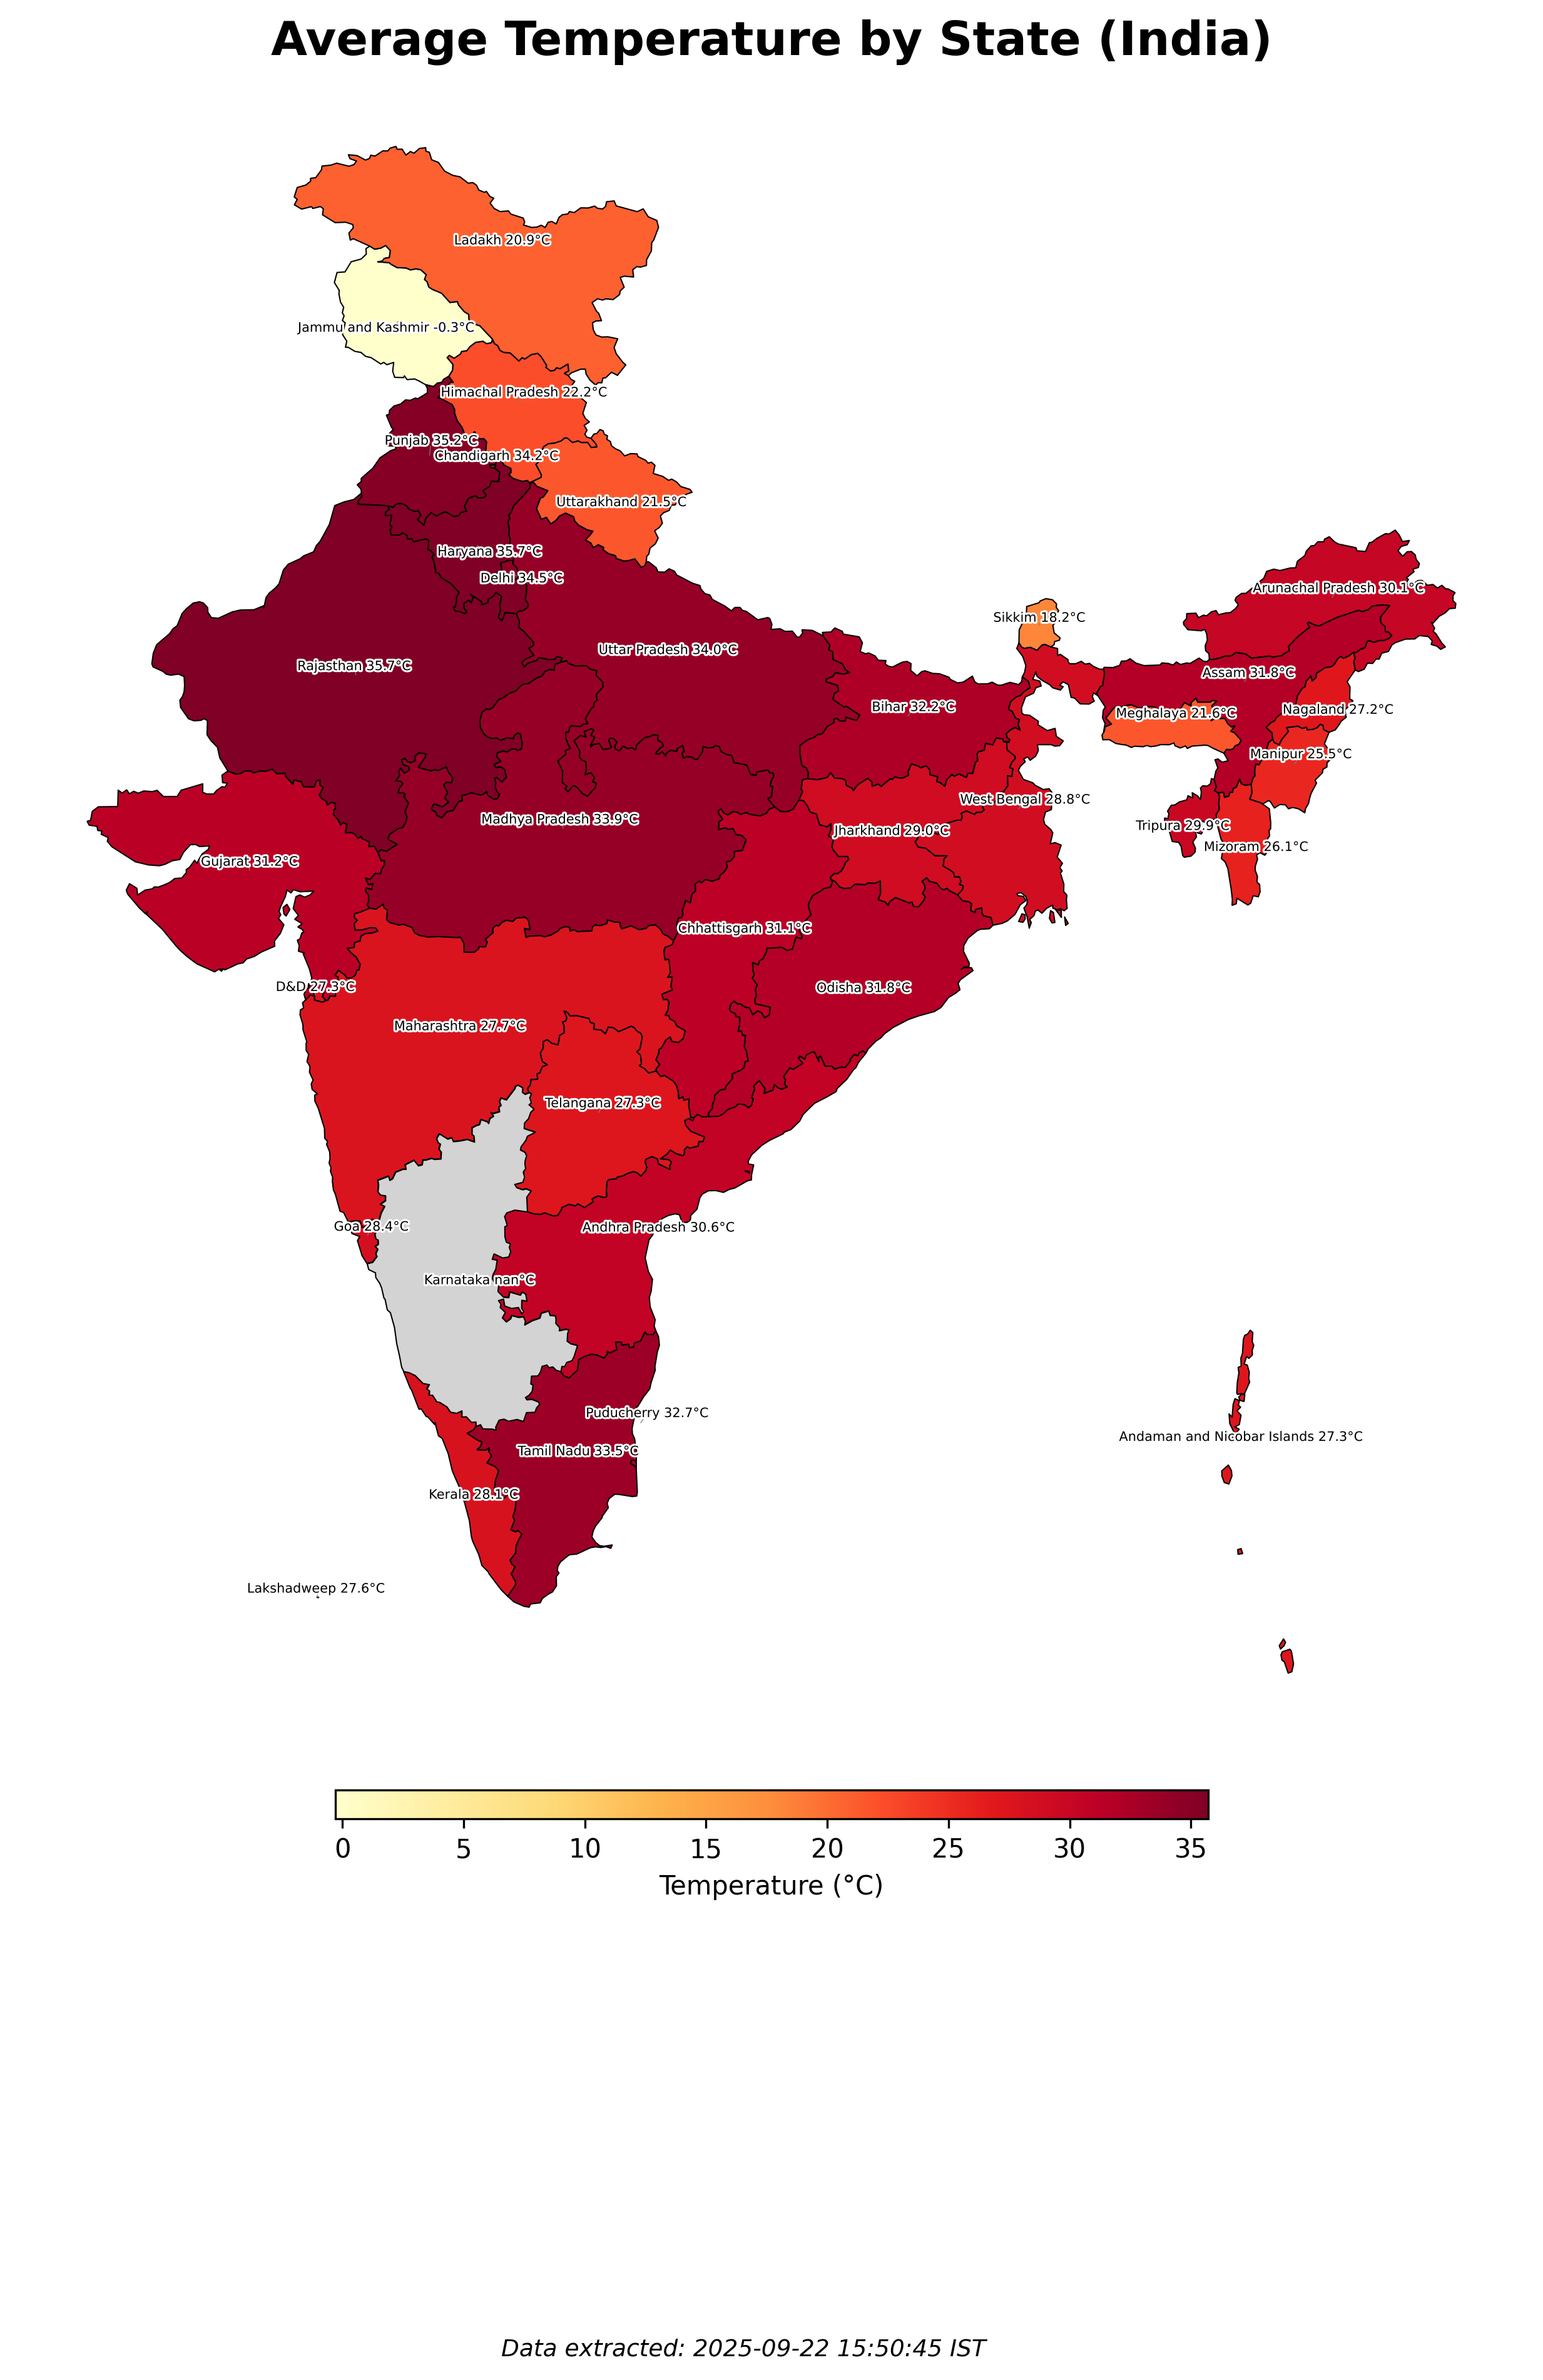 Average Temperature by State (India)
Ladakh 20.9°C
Jammu and Kashmir -0.3°C
Himachal Pradesh 22.2°C
Punjab 35.2°C
Chandigarh 34.2°C
Uttarakhand 21.5°C
Haryana 35.7°C
Delhi 34.5°C
Arunachal Pradesh 30.1°C
Sikkim 18.2°C
Uttar Pradesh 34.0°C
Rajasthan 35.7°C
Assam 31.8°C
Bihar 32.2°C
Meghalaya 21.6°C
Nagaland 27.2°C
Manipur 25.5°C
West Bengal 28.8°C
Madhya Pradesh 33.9°C
Jharkhand 29.0°C
Tripura 29.9°C
Mizoram 26.1°C
Gujarat 31.2°C
Chhattisgarh 31.1°C
D&D 27.3°C
Odisha 31.8°C
Maharashtra 27.7°C
Telangana 27.3°C
Goa 28.4°C
Andhra Pradesh 30.6°C
Karnataka nan°C
Puducherry 32.7°C
Andaman and Nicobar Islands 27.3°C
Tamil Nadu 33.5°C
Kerala 28.1°C
Lakshadweep 27.6°C
0 5 10 15 20 25 30 35
Temperature (°C)
Data extracted: 2025-09-22 15:50:45 IST